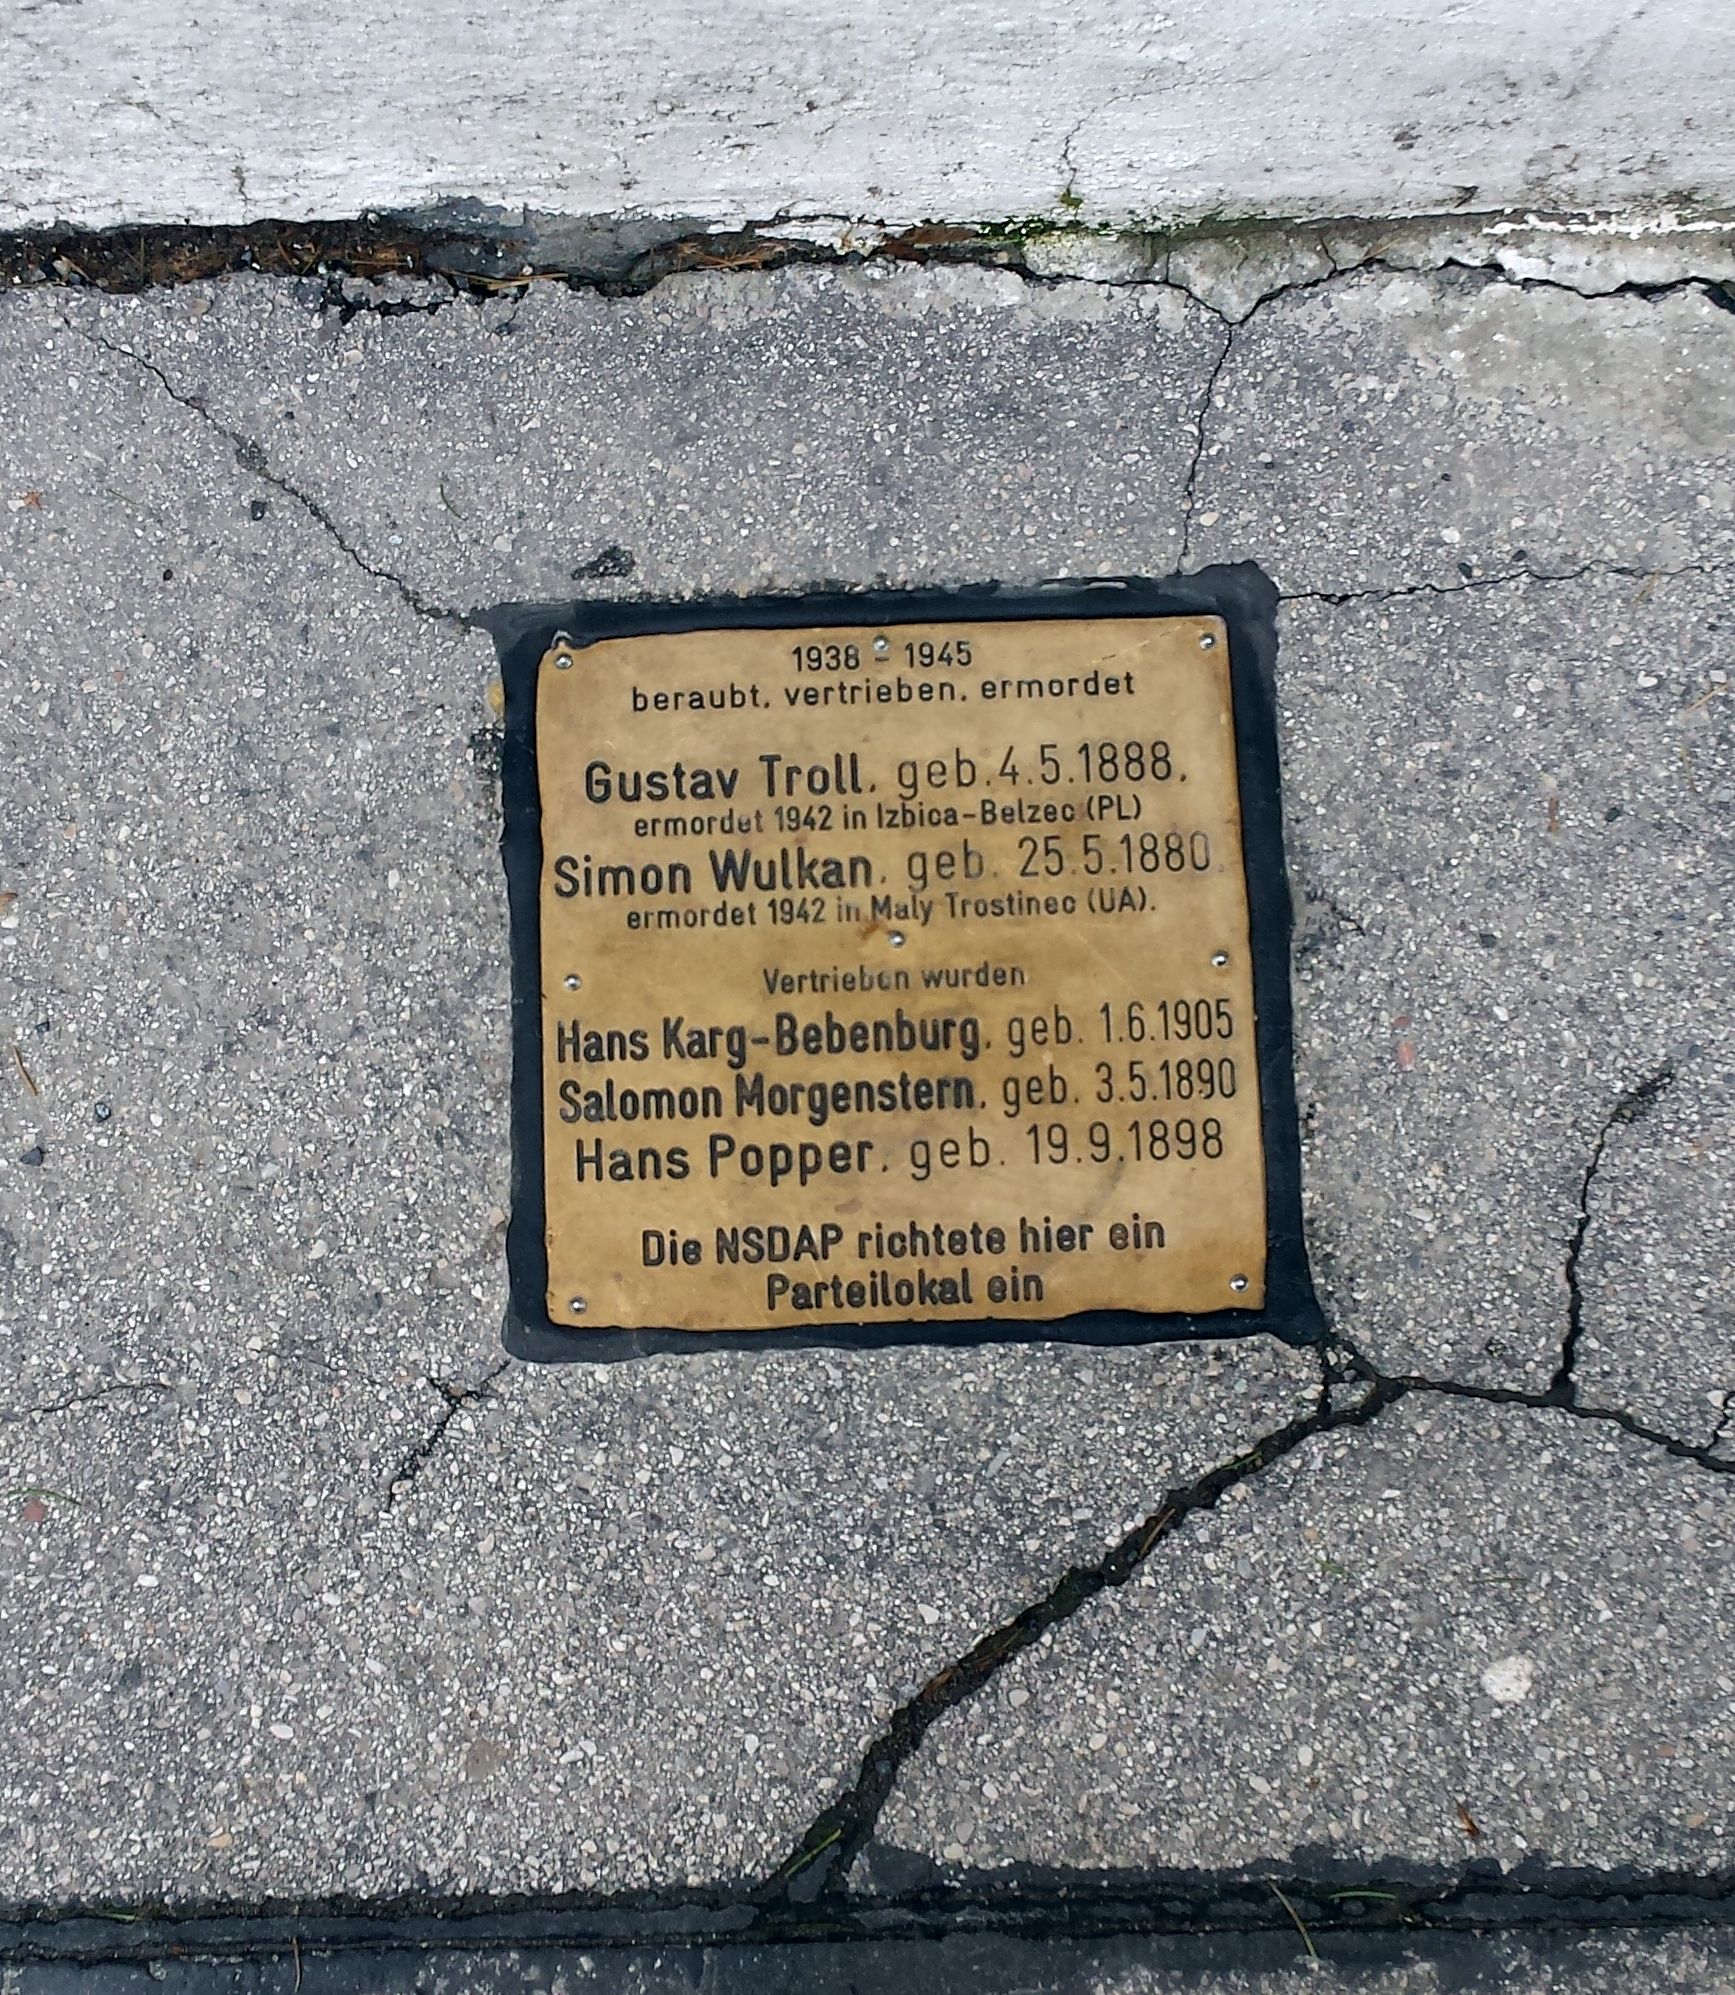 1938 - 1945
beraubt, vertrieben, ermordet
Gustav Troll, geb. 4.5.1888,
ermordet 1942 in Izbica-Belzec (PL)
Simon Wulkan, geb. 25.5.1880,
ermordet 1942 in Maly Trostinec (UA).
Vertrieben wurden
Hans Karg-Bebenburg, geb. 1.6.1905
Salomon Morgenstern, geb. 3.5.1890
Hans Popper, geb. 19.9.1898
Die NSDAP richtete hier ein
Parteilokal ein